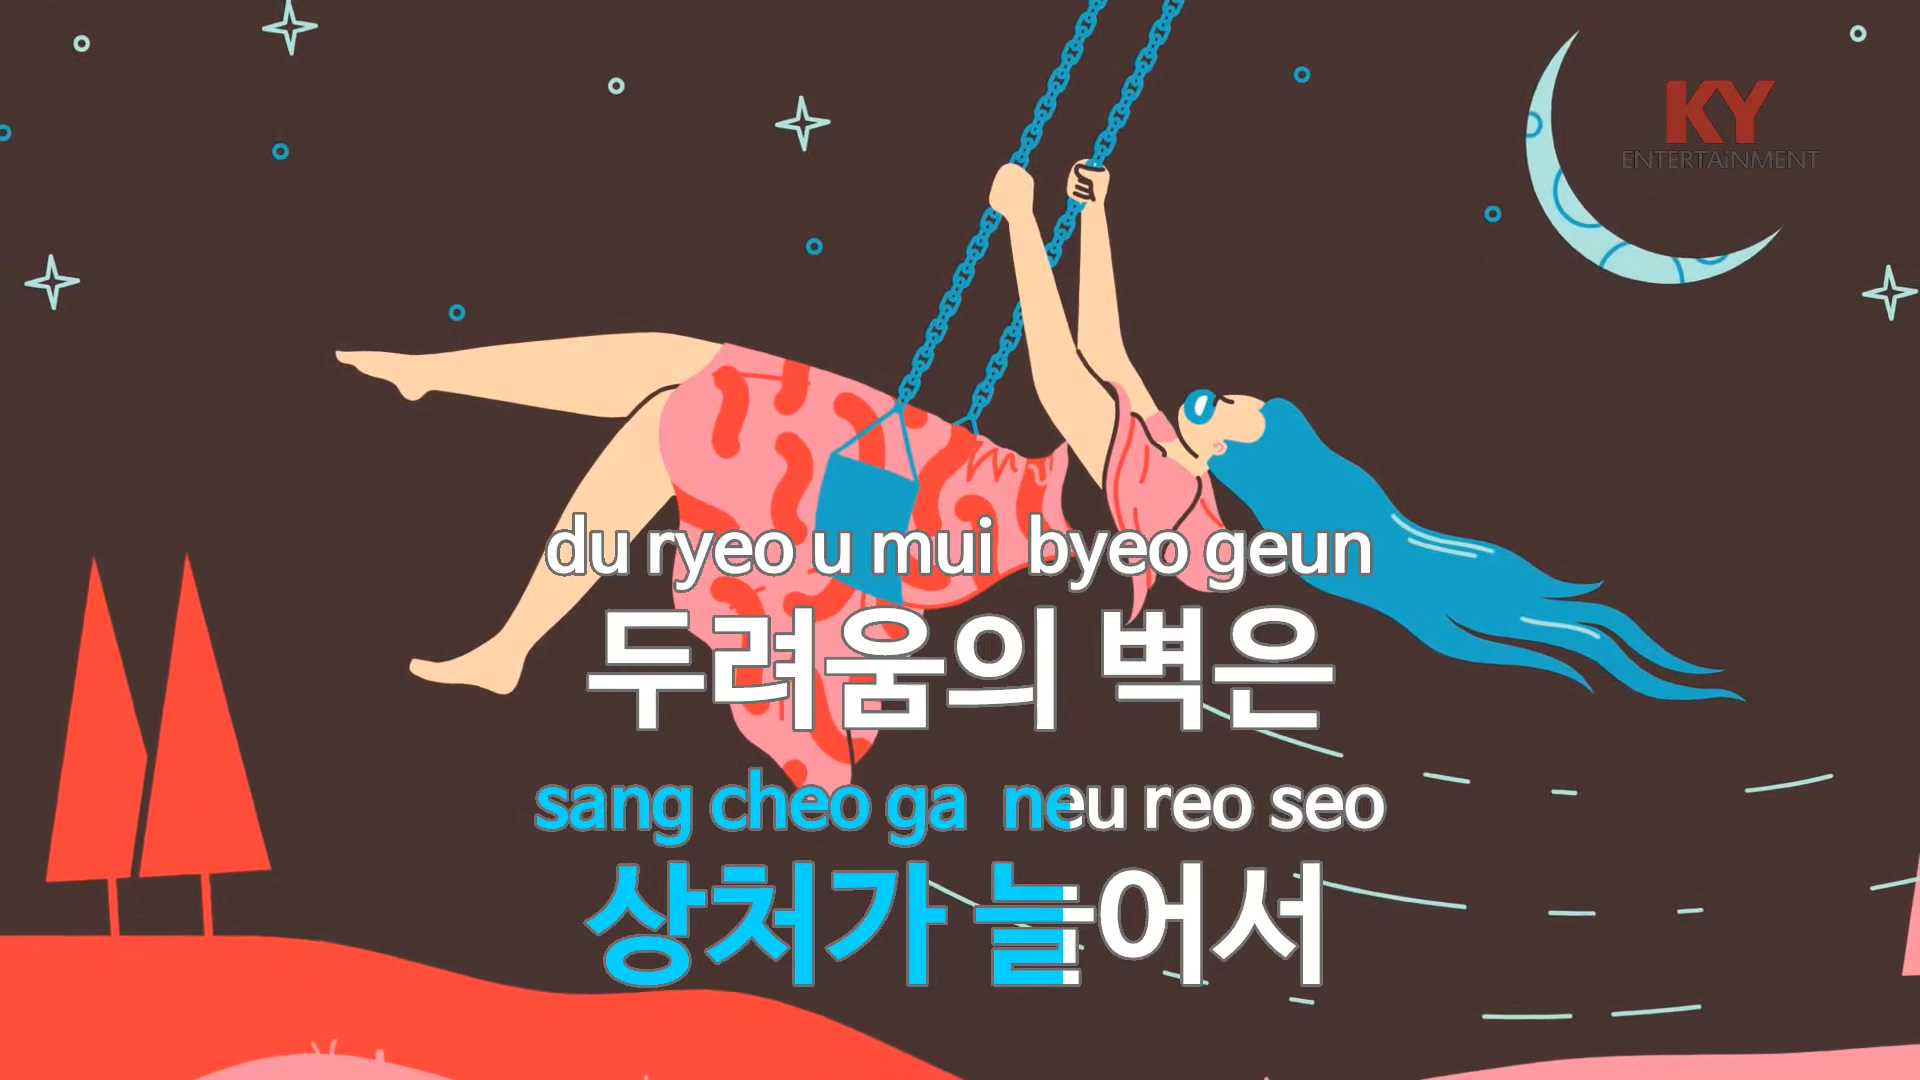 KY
ENTERTAiNMENT
du ryeo u mui byeo geun
두려움의 벽은
sang cheo ga neu reo seo
상처가 늘어서